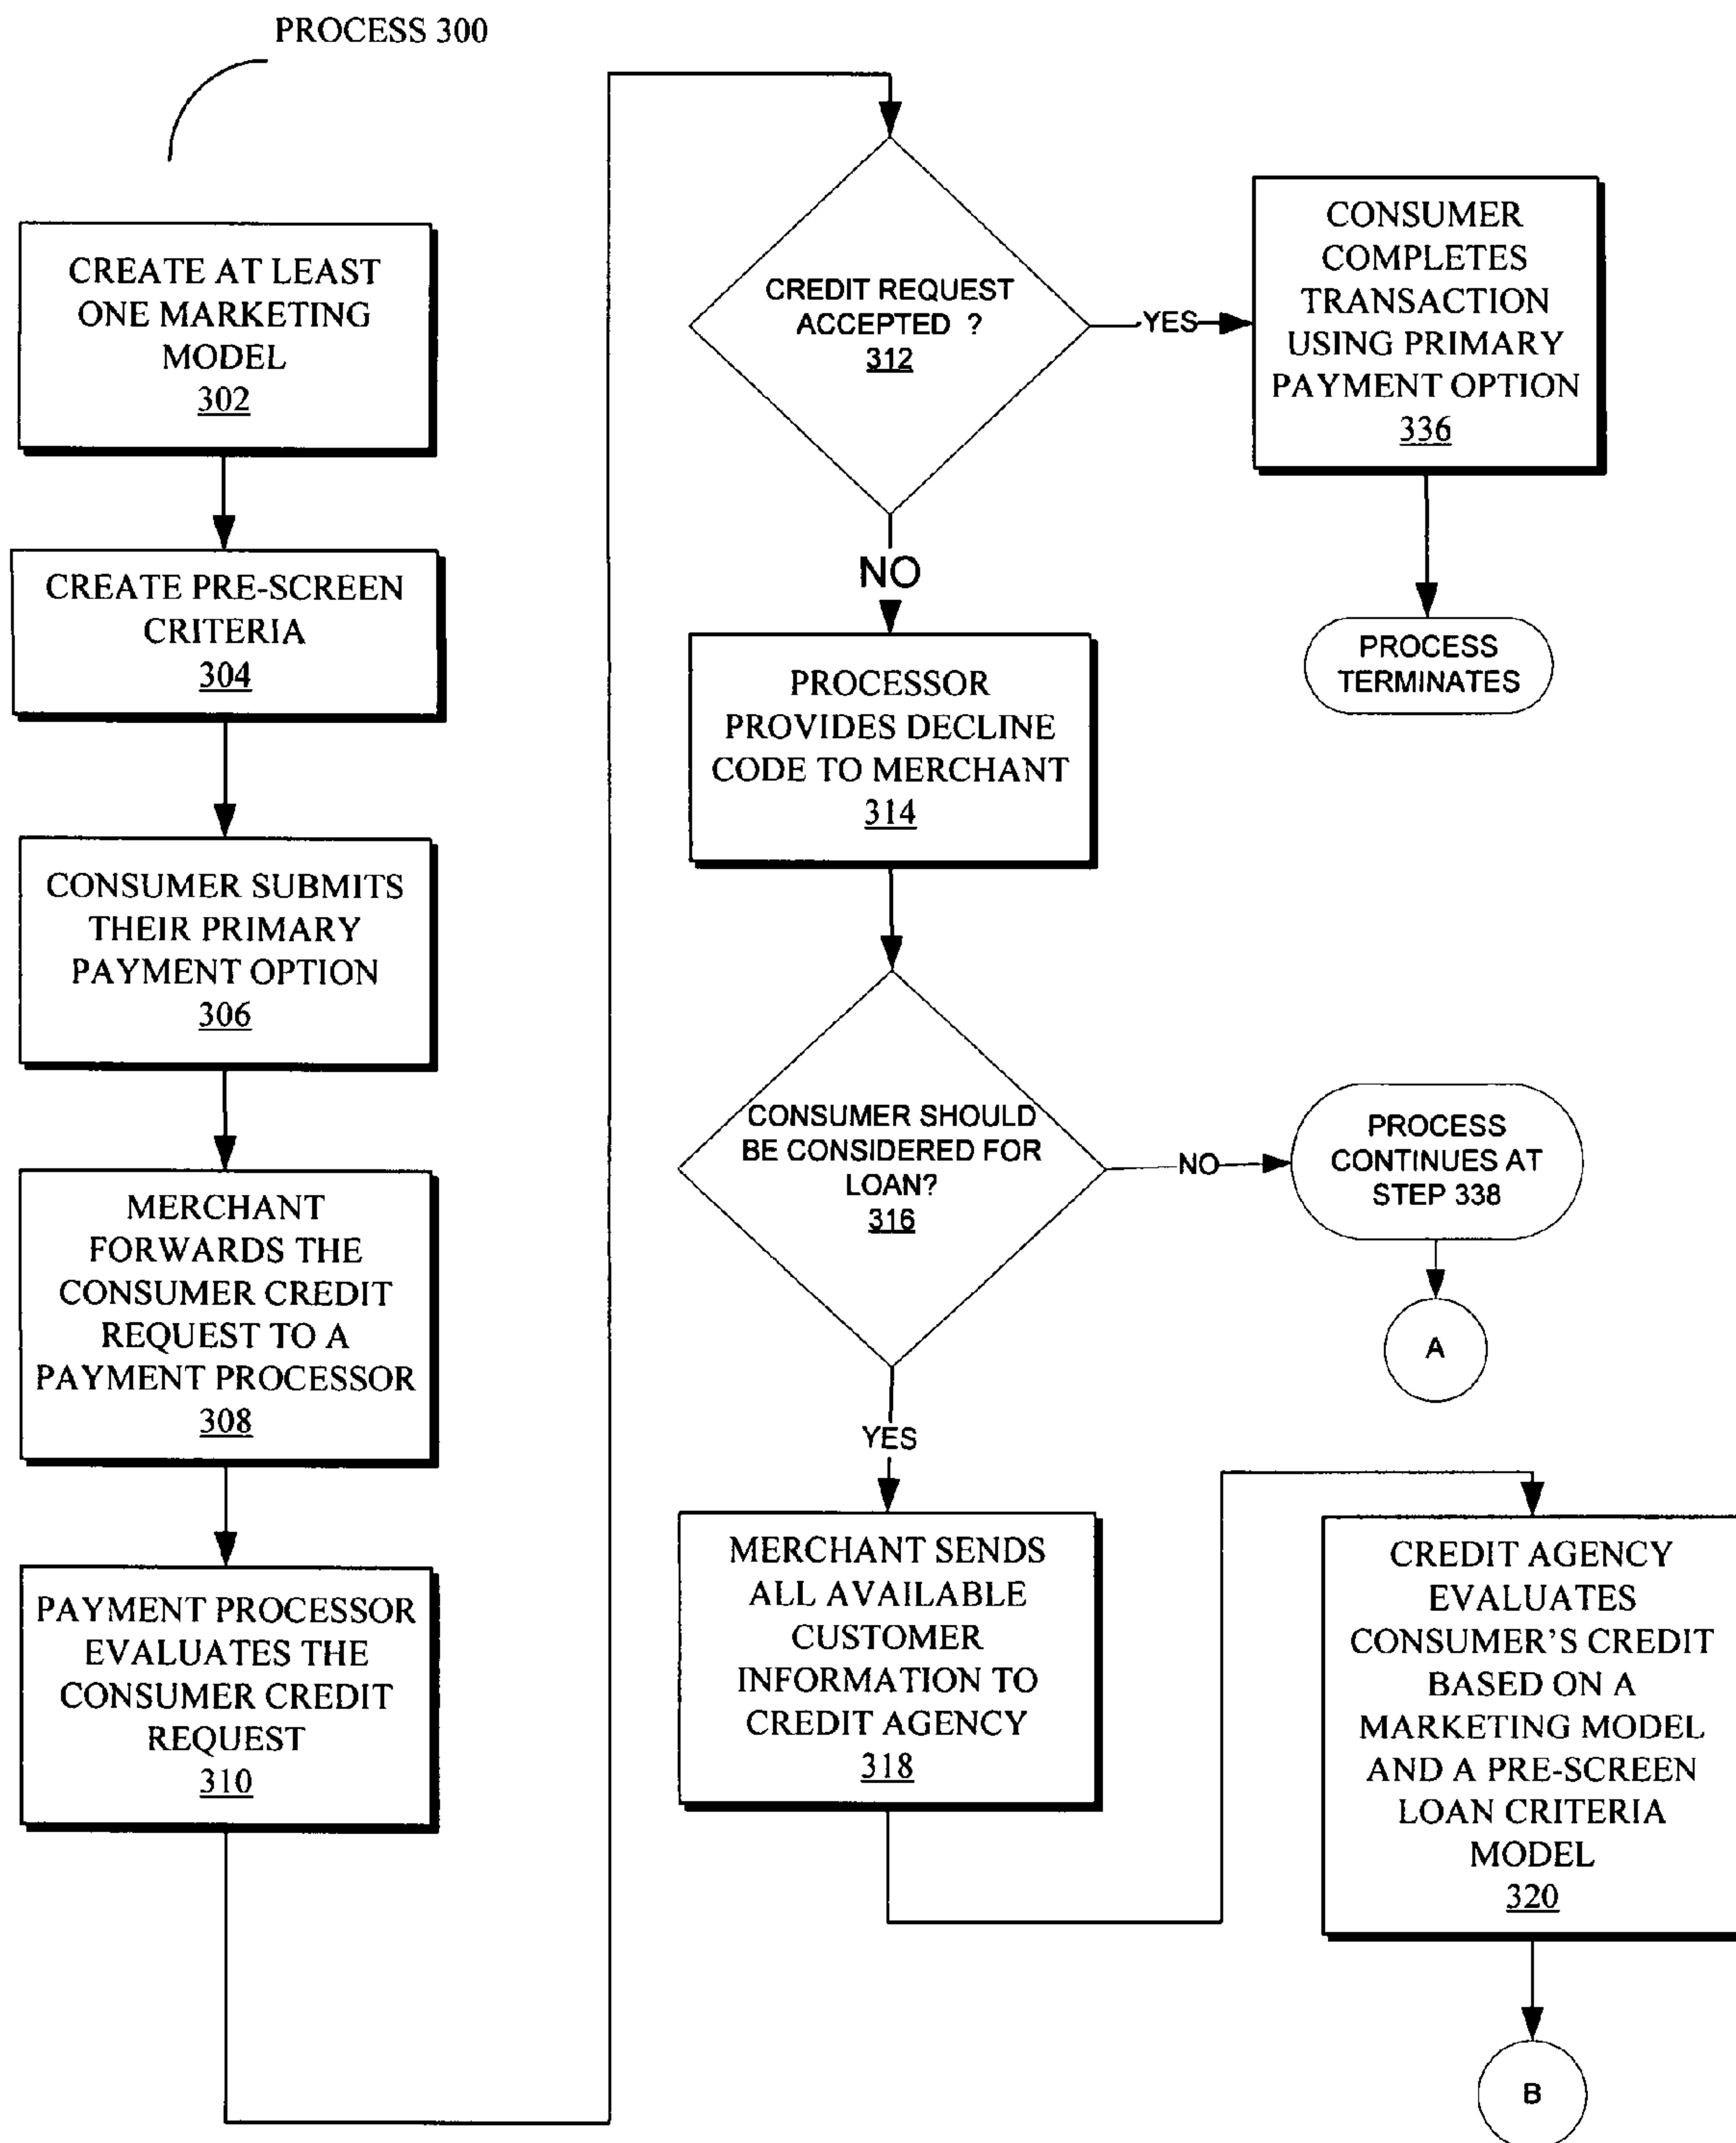 PROCESS 300
CREATE AT LEAST
ONE MARKETING
MODEL
302
CREATE PRE-SCREEN
CRITERIA
304
CONSUMER SUBMITS
THEIR PRIMARY
PAYMENT OPTION
306
MERCHANT
FORWARDS THE
CONSUMER CREDIT
REQUEST TO A
PAYMENT PROCESSOR
308
PAYMENT PROCESSOR
EVALUATES THE
CONSUMER CREDIT
REQUEST
310
CREDIT REQUEST
ACCEPTED ?
312
YES
CONSUMER
COMPLETES
TRANSACTION
USING PRIMARY
PAYMENT OPTION
336
PROCESS
TERMINATES
NO
PROCESSOR
PROVIDES DECLINE
CODE TO MERCHANT
314
CONSUMER SHOULD
BE CONSIDERED FOR
LOAN?
316
NO
PROCESS
CONTINUES AT
STEP 338
A
YES
MERCHANT SENDS
ALL AVAILABLE
CUSTOMER
INFORMATION TO
CREDIT AGENCY
318
CREDIT AGENCY
EVALUATES
CONSUMER'S CREDIT
BASED ON A
MARKETING MODEL
AND A PRE-SCREEN
LOAN CRITERIA
MODEL
320
B